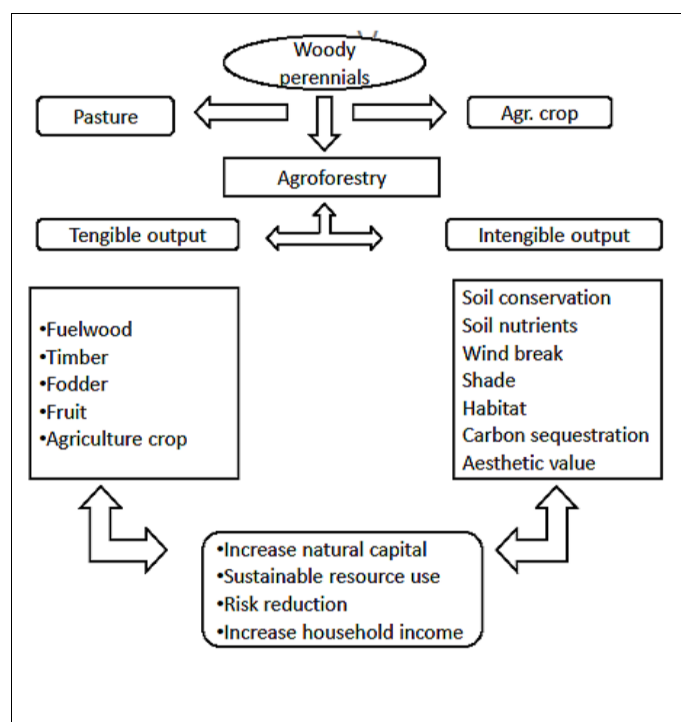 Woody
perennials
Pasture
Agr. crop
Agroforestry
Tengible output
Intengible output
•Fuelwood
•Timber
•Fodder
•Fruit
•Agriculture crop
Soil conservation
Soil nutrients
Wind break
Shade
Habitat
Carbon sequestration
Aesthetic value
•Increase natural capital
•Sustainable resource use
•Risk reduction
•Increase household income